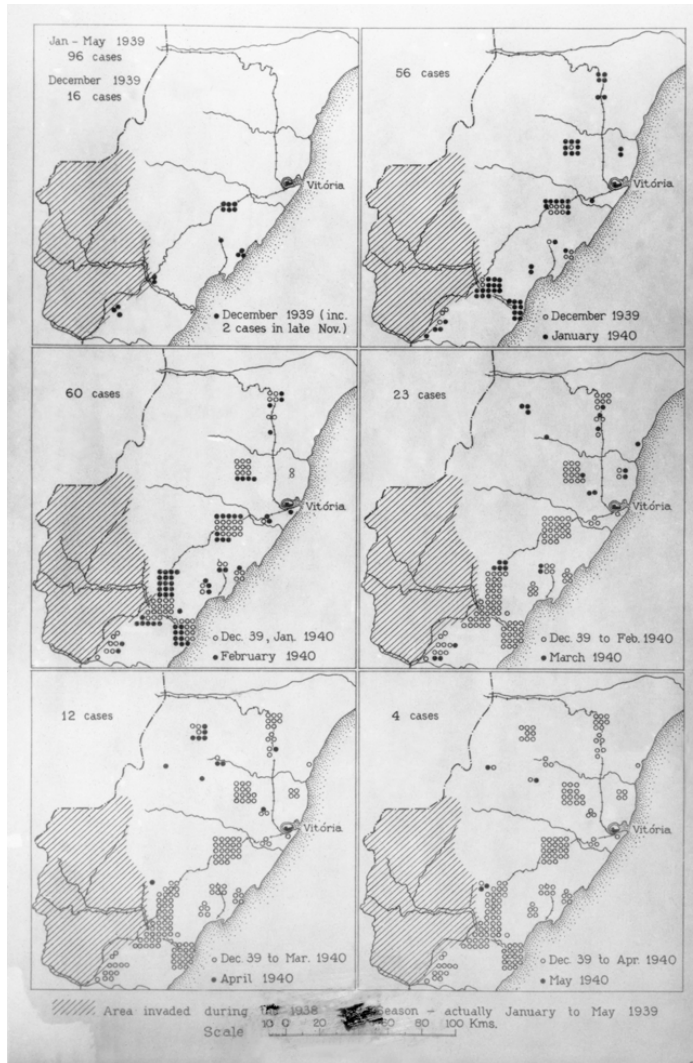 Jan - May 1939
96 cases
December 1939
16 cases
Vitória
December 1939 (inc.
2 cases in late Nov.)
56 cases
Vitória
December 1939
January 1940
60 cases
Vitória
Dec. 39, Jan. 1940
February 1940
23 cases
Vitória
Dec. 39 to Feb. 1940
March 1940
12 cases
Vitória
Dec. 39 to Mar. 1940
April 1940
4 cases
Vitória
Dec. 39 to Apr. 1940
May 1940
Area invaded during 1938 Season - actually January to May 1939
Scale 10 0 20 40 60 80 100 Kms.